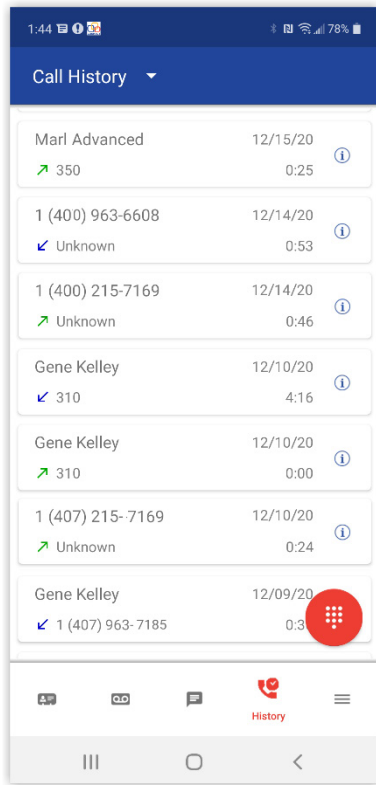 1:44
78%
Call History
Marl Advanced 12/15/20
350 0:25
1 (400) 963-6608 12/14/20
Unknown 0:53
1 (400) 215-7169 12/14/20
Unknown 0:46
Gene Kelley 12/10/20
310 4:16
Gene Kelley 12/10/20
310 0:00
1 (407) 215-7169 12/10/20
Unknown 0:24
Gene Kelley 12/09/20
1 (407) 963-7185
History